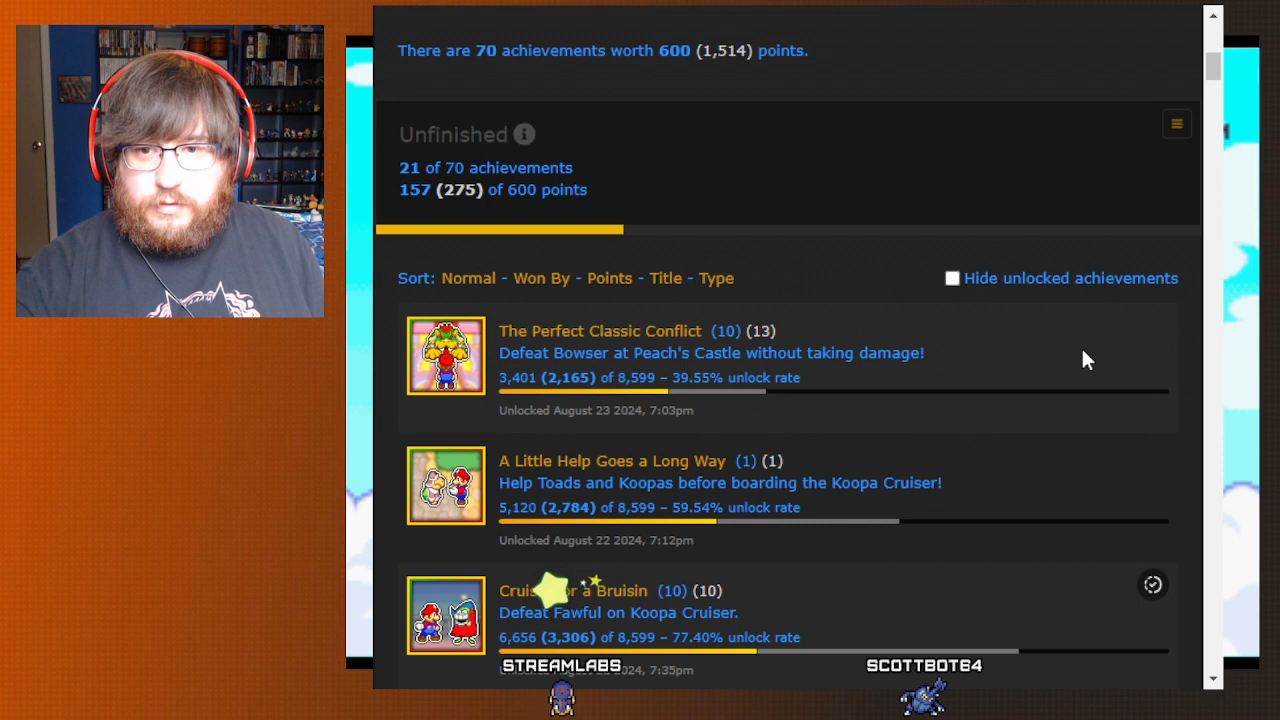 There are 70 achievements worth 600 (1,514) points.
Unfinished
21 of 70 achievements
157 (275) of 600 points
Sort: Normal - Won By - Points - Title - Type
Hide unlocked achievements
The Perfect Classic Conflict (10) (13)
Defeat Bowser at Peach's Castle without taking damage!
3,401 (2,165) of 8,599 – 39.55% unlock rate
Unlocked August 23 2024, 7:03pm
A Little Help Goes a Long Way (1) (1)
Help Toads and Koopas before boarding the Koopa Cruiser!
5,120 (2,784) of 8,599 – 59.54% unlock rate
Unlocked August 22 2024, 7:12pm
a Bruisin (10) (10)
Defeat Fawful on Koopa Cruiser.
6,656 (3,306) of 8,599 – 77.40% unlock rate
2024, 7:35pm
STREAMLABS
SCOTTBOT64